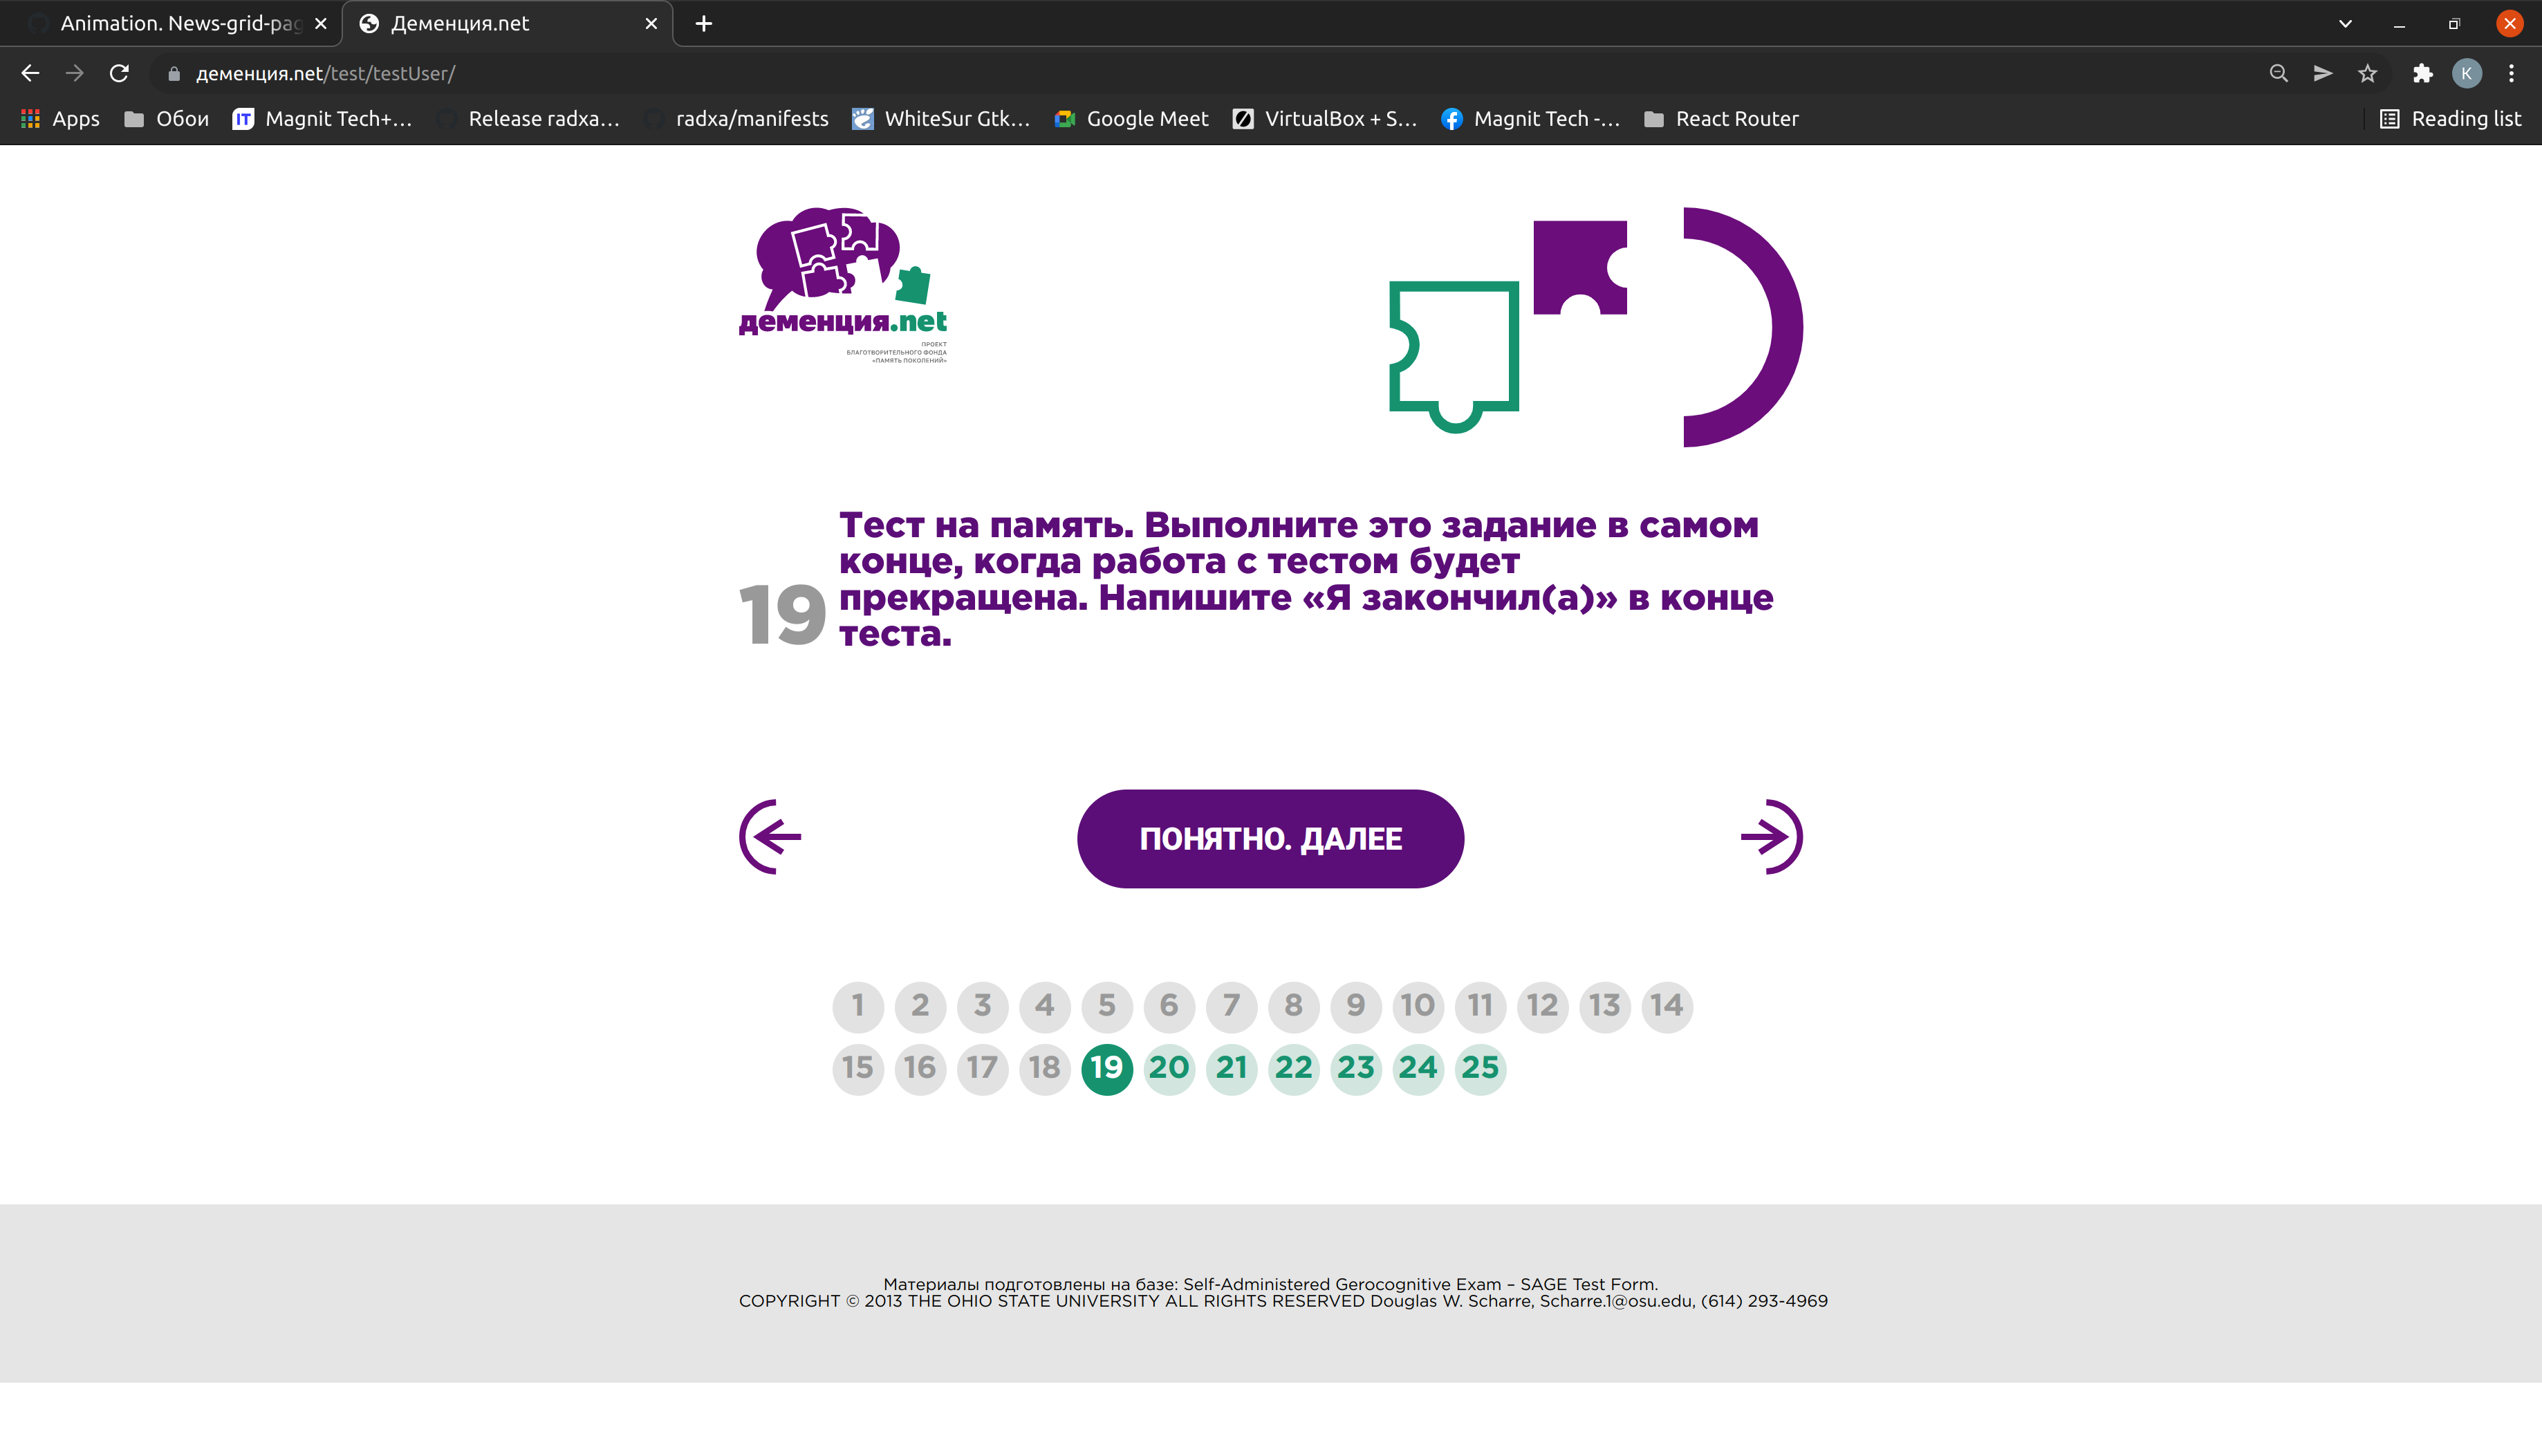 Animation. News-grid-pag
Деменция.net
деменция.net/test/testUser/
K
Apps
Обои
IT Magnit Tech+...
Release radxa...
radxa/manifests
WhiteSur Gtk...
Google Meet
VirtualBox + S...
Magnit Tech -...
React Router
Reading list
деменция.net
ПРОЕКТ
БЛАГОТВОРИТЕЛЬНОГО ФОНДА
«ПАМЯТЬ ПОКОЛЕНИЙ»
Тест на память. Выполните это задание в самом
конце, когда работа с тестом будет
прекращена. Напишите «Я закончил(а)» в конце
теста.
19
ПОНЯТНО. ДАЛЕЕ
1 2 3 4 5 6 7 8 9 10 11 12 13 14
15 16 17 18 19 20 21 22 23 24 25
Материалы подготовлены на базе: Self-Administered Gerocognitive Exam – SAGE Test Form.
COPYRIGHT © 2013 THE OHIO STATE UNIVERSITY ALL RIGHTS RESERVED Douglas W. Scharre, Scharre.1@osu.edu, (614) 293-4969